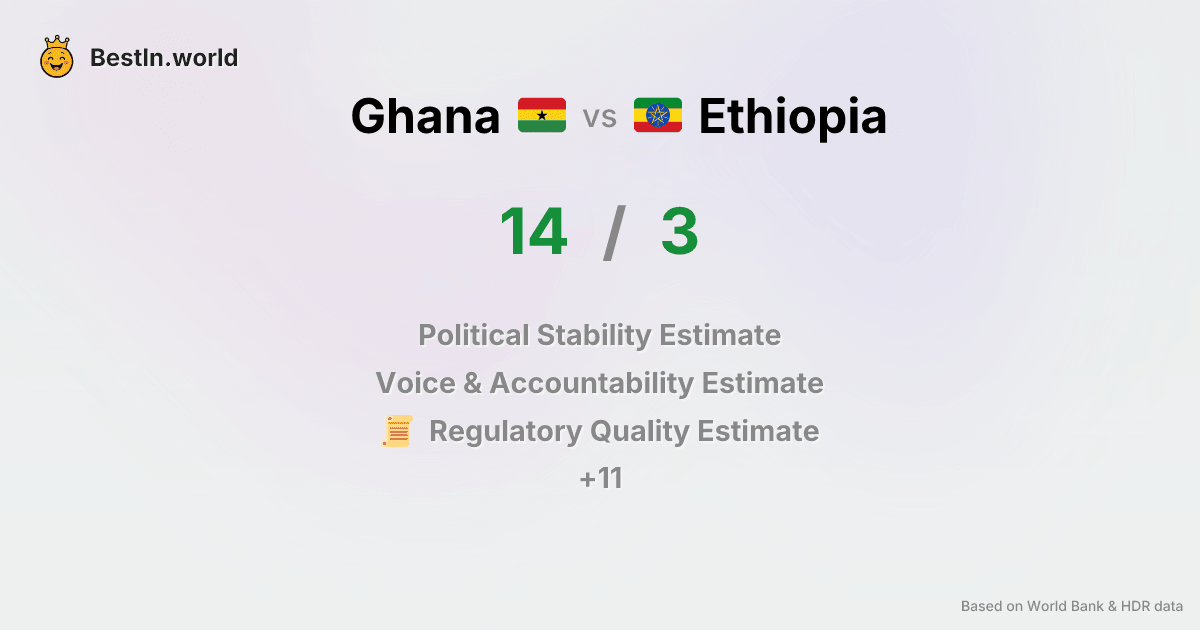 BestIn.world
Ghana vs Ethiopia
14 / 3
Political Stability Estimate
Voice & Accountability Estimate
Regulatory Quality Estimate
+11
Based on World Bank & HDR data